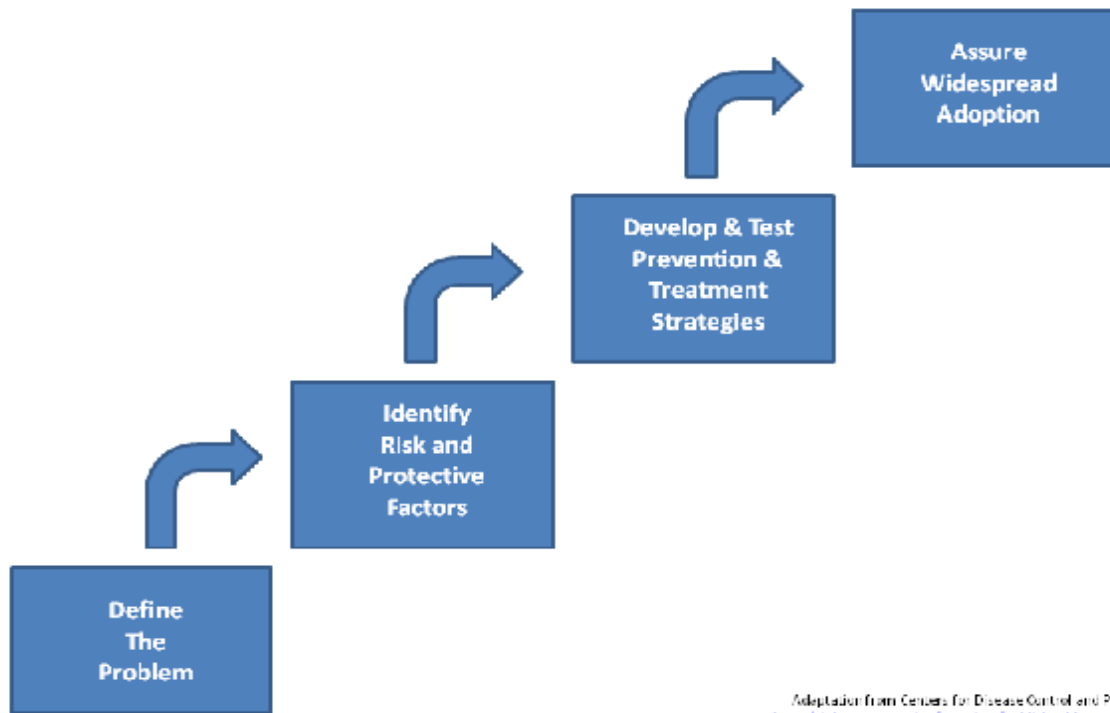 Assure
Widespread
Adoption
Develop & Test
Prevention &
Treatment
Strategies
Identify
Risk and
Protective
Factors
Define
The
Problem
Adaptation from Centers for Disease Control and P